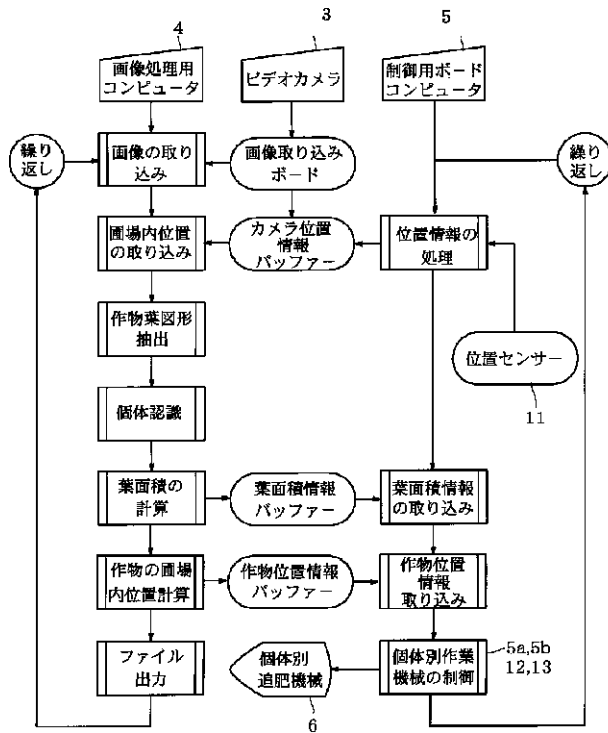 4
3
5
画像処理用
コンピュータ
ビデオカメラ
制御用ボード
コンピュータ
繰り
返し
画像の取り
込み
画像取り込み
ボード
繰り
返し
圃場内位置
の取り込み
カメラ位置
情報
バッファー
位置情報の
処理
作物葉図形
抽出
位置センサー
11
個体認識
葉面積の
計算
葉面積情報
バッファー
葉面積情報
の取り込み
作物の圃場
内位置計算
作物位置情報
バッファー
作物位置
情報
取り込み
ファイル
出力
個体別
追肥機械
6
個体別作業
機械の制御
5a,5b
12,13